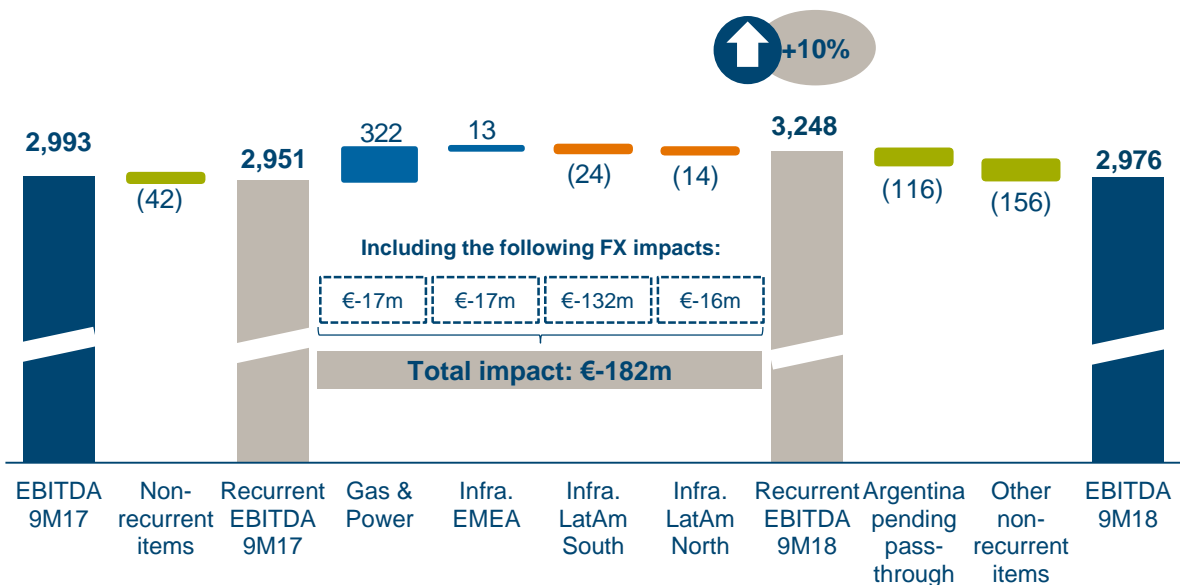 +10%
2,993
(42)
2,951
322
13
(24)
(14)
3,248
(116)
(156)
2,976
Including the following FX impacts:
€-17m
€-17m
€-132m
€-16m
Total impact: €-182m
EBITDA
9M17
Non-
recurrent
items
Recurrent
EBITDA
9M17
Gas &
Power
Infra.
EMEA
Infra.
LatAm
South
Infra.
LatAm
North
Recurrent
EBITDA
9M18
Argentina
pending
pass-
through
Other
non-
recurrent
items
EBITDA
9M18